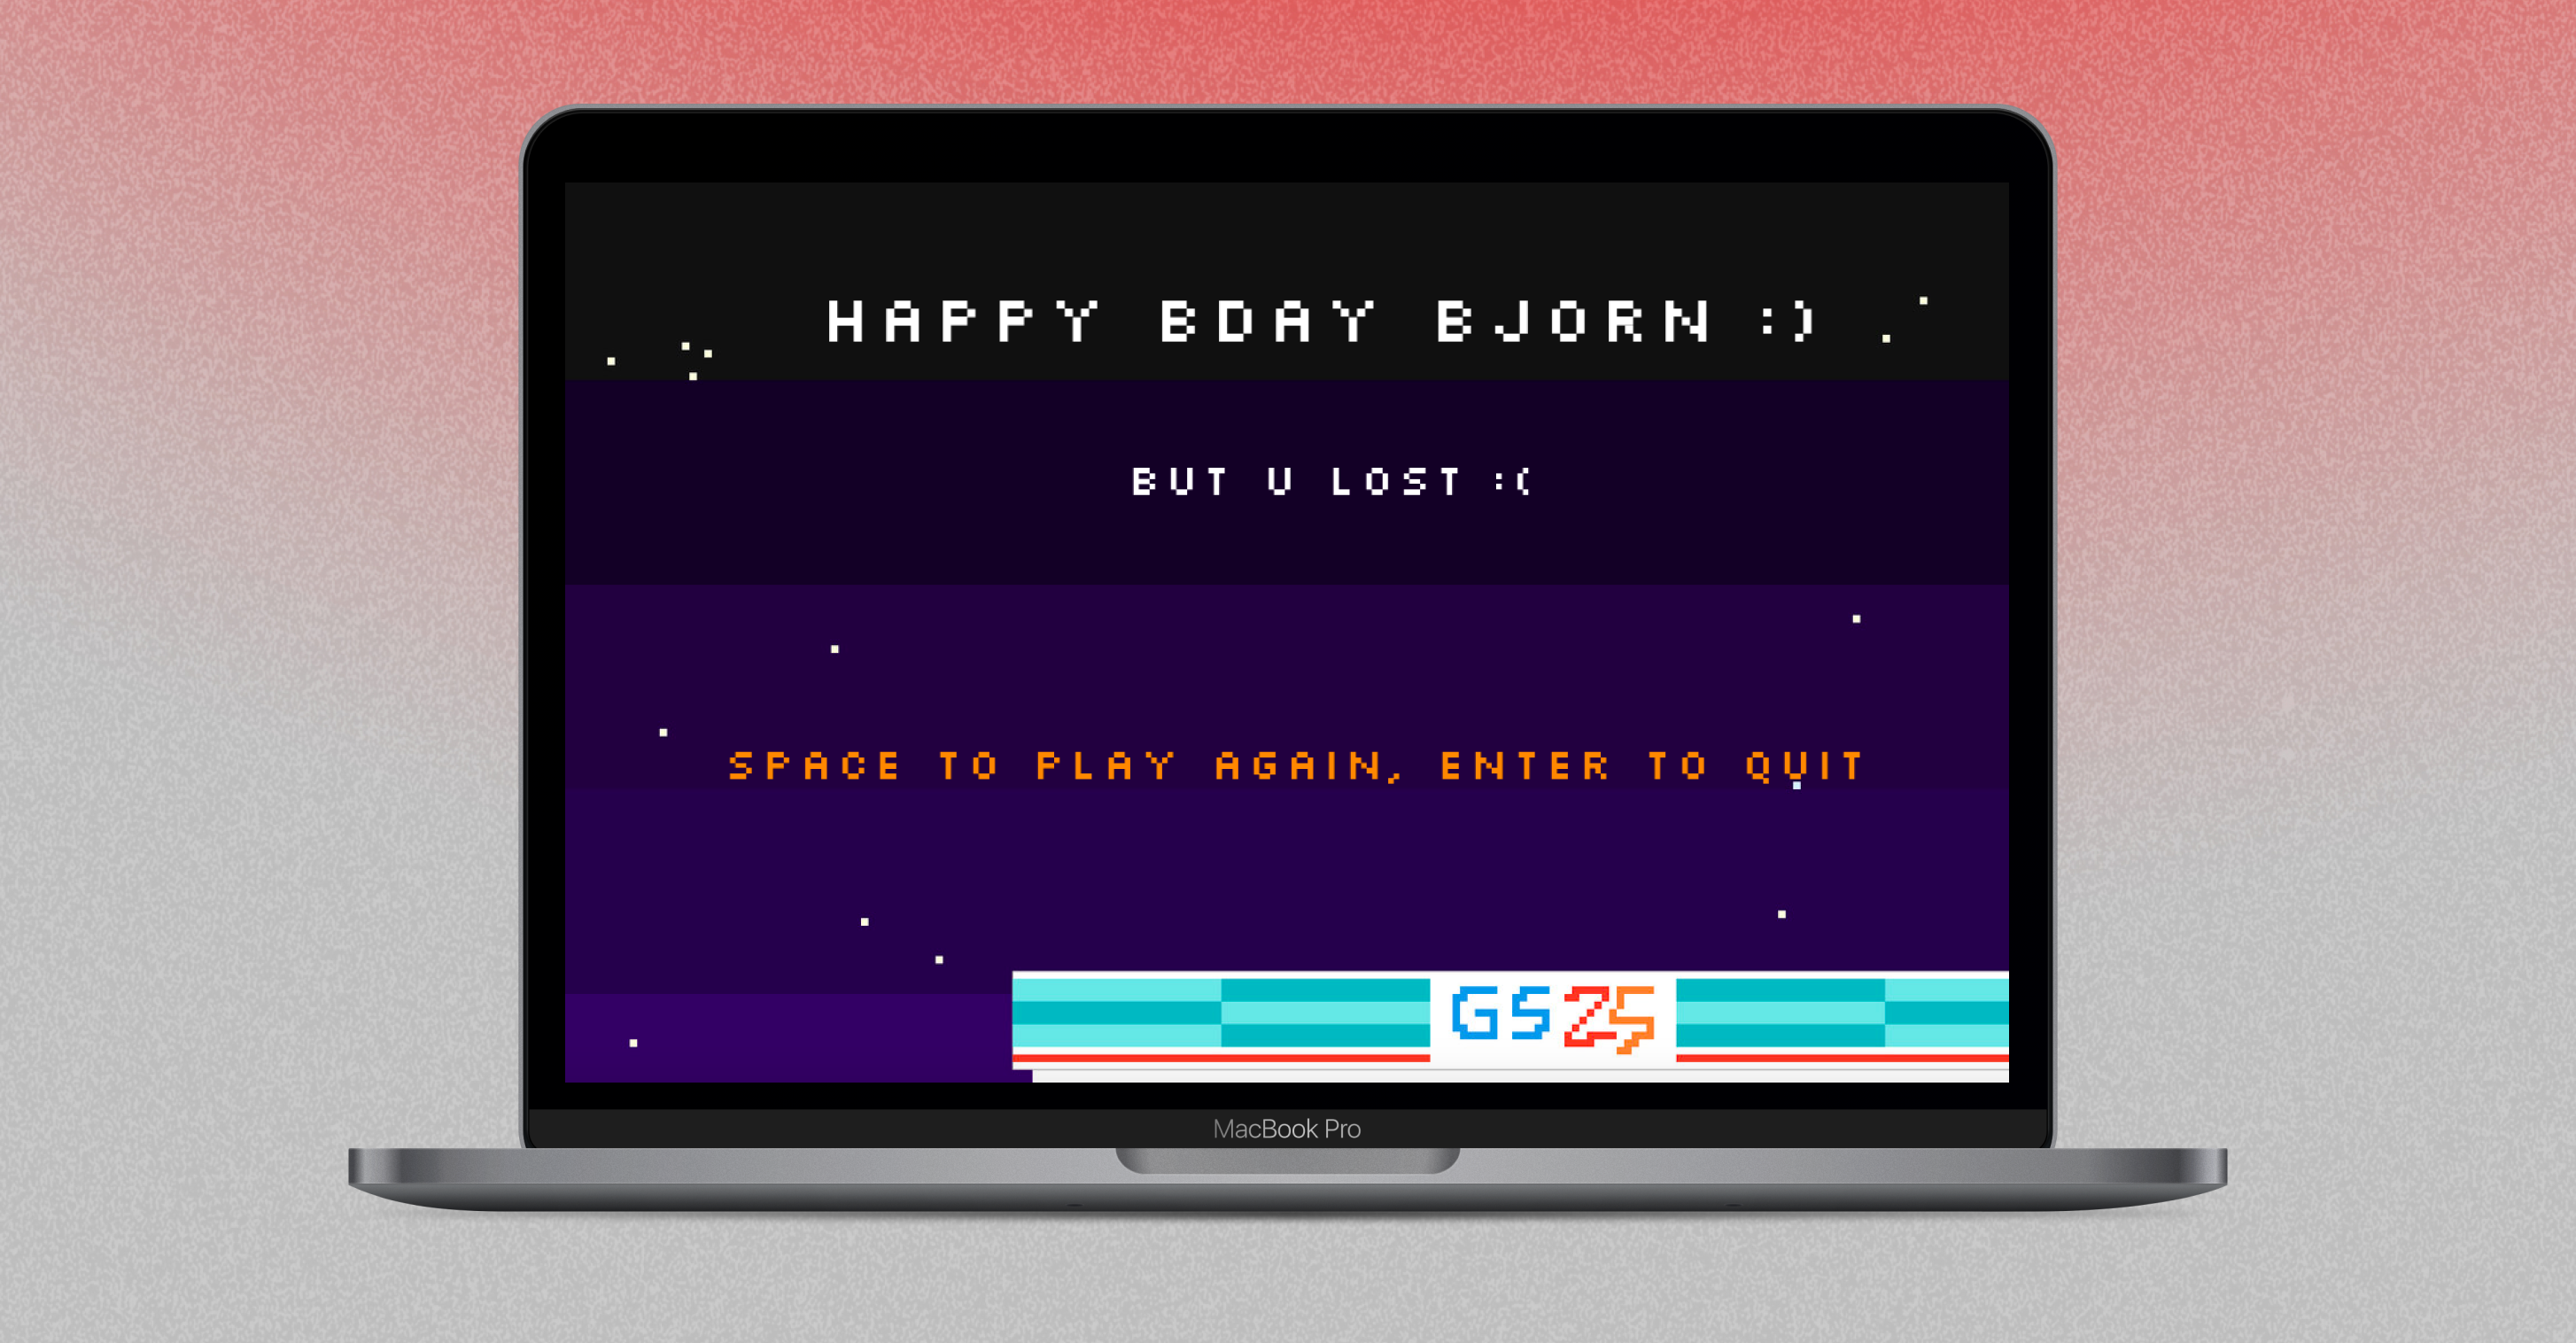 HAPPY BDAY BJORN :)
BUT U LOST :(
SPACE TO PLAY AGAIN, ENTER TO QUIT
GS25
MacBook Pro